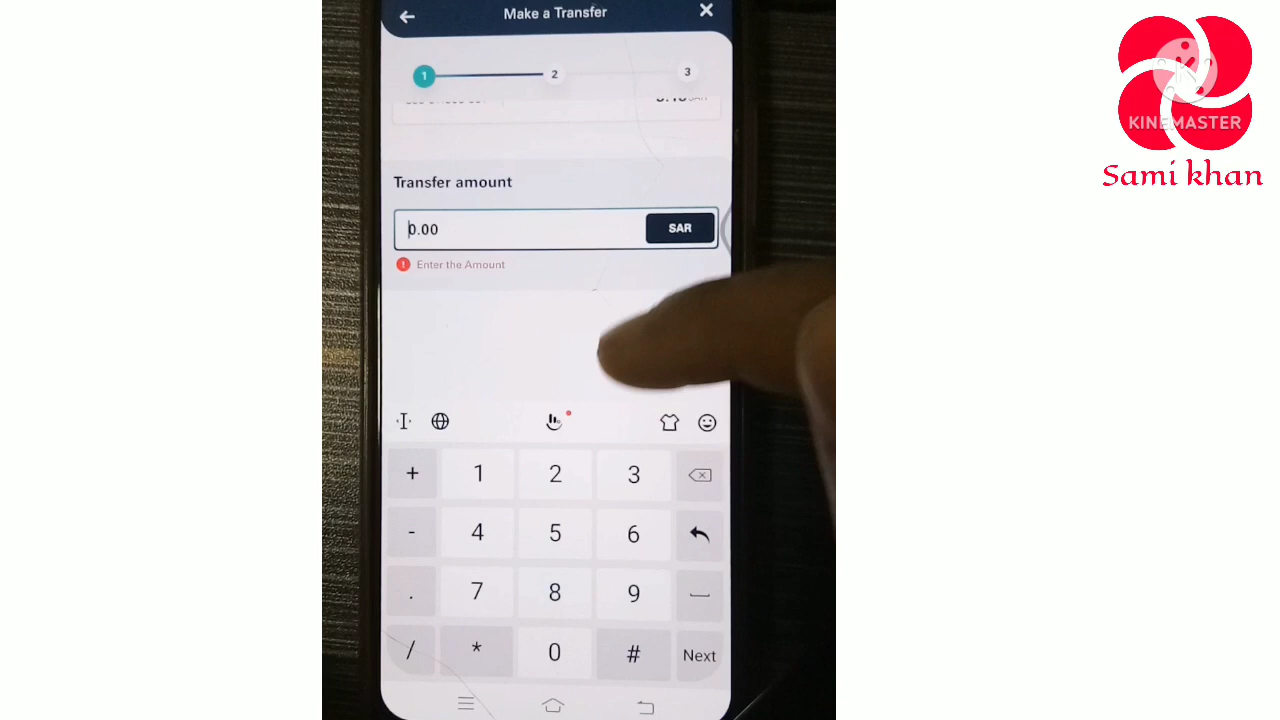 Make a Transfer
1 2 3
Transfer amount
0.00 SAR
Enter the Amount
+ 1 2 3
- 4 5 6
. 7 8 9
/ * 0 # Next
KINEMASTER
Sami khan